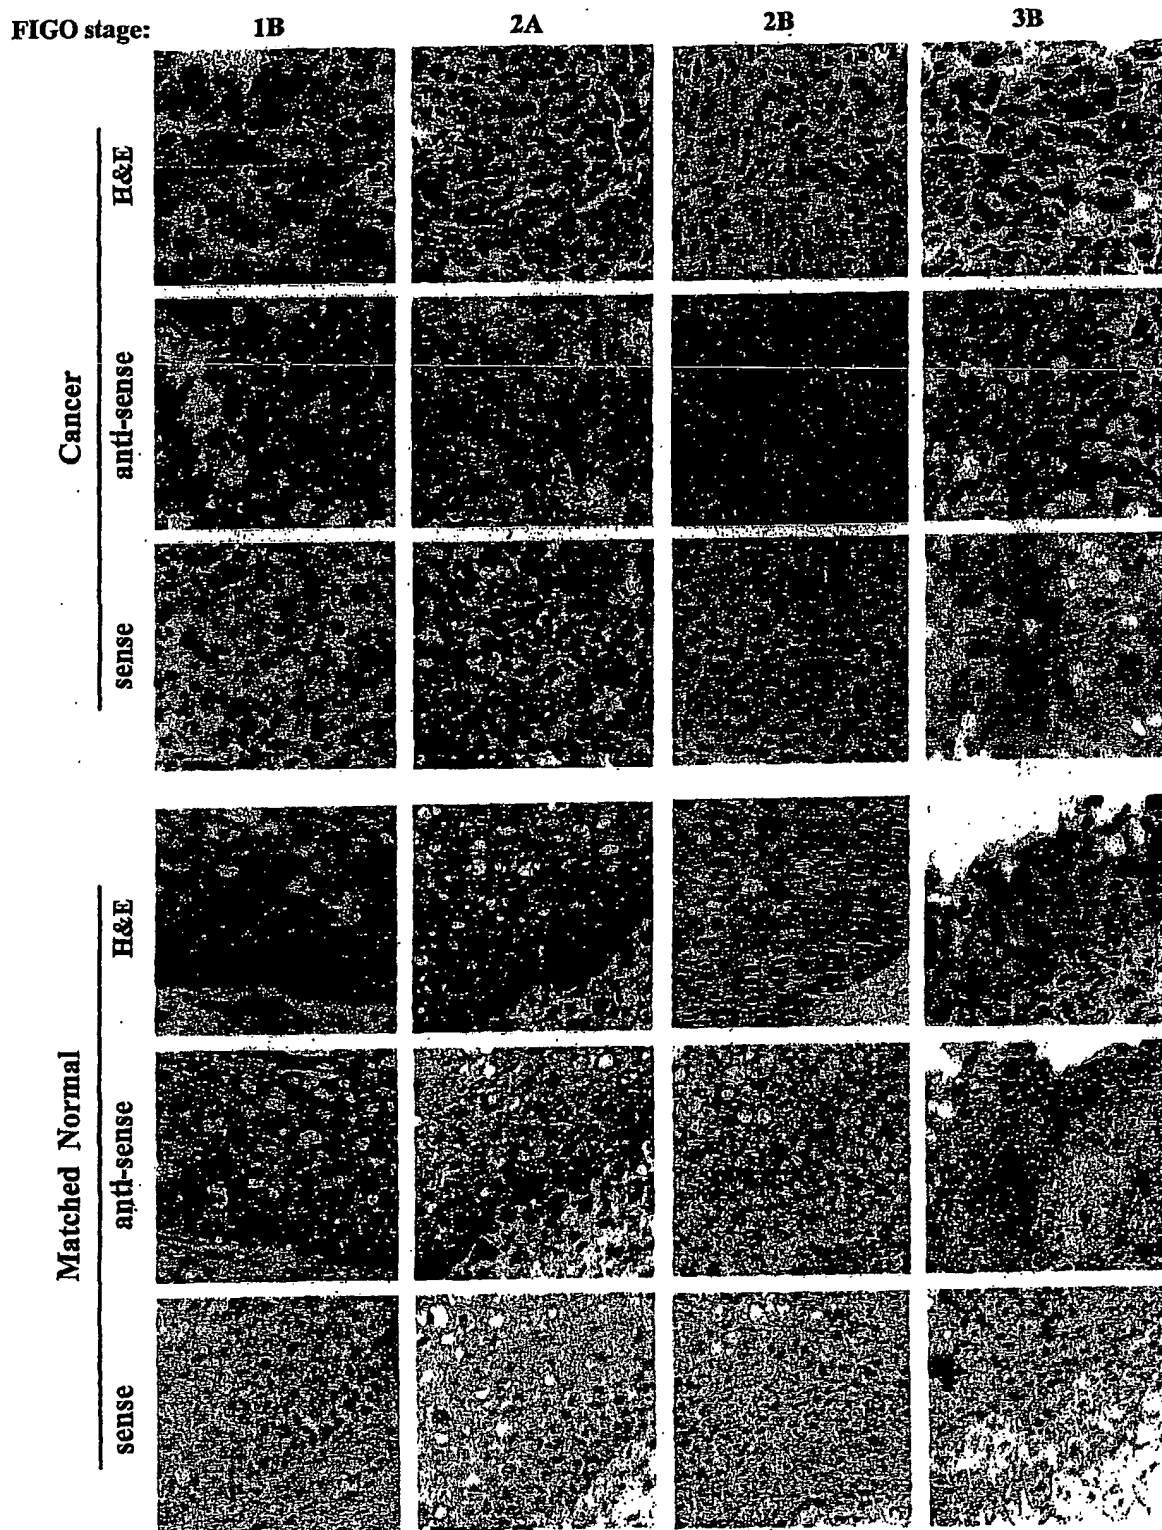 FIGO stage: 1B 2A 2B 3B
Cancer
H&E
anti-sense
sense
Matched Normal
H&E
anti-sense
sense